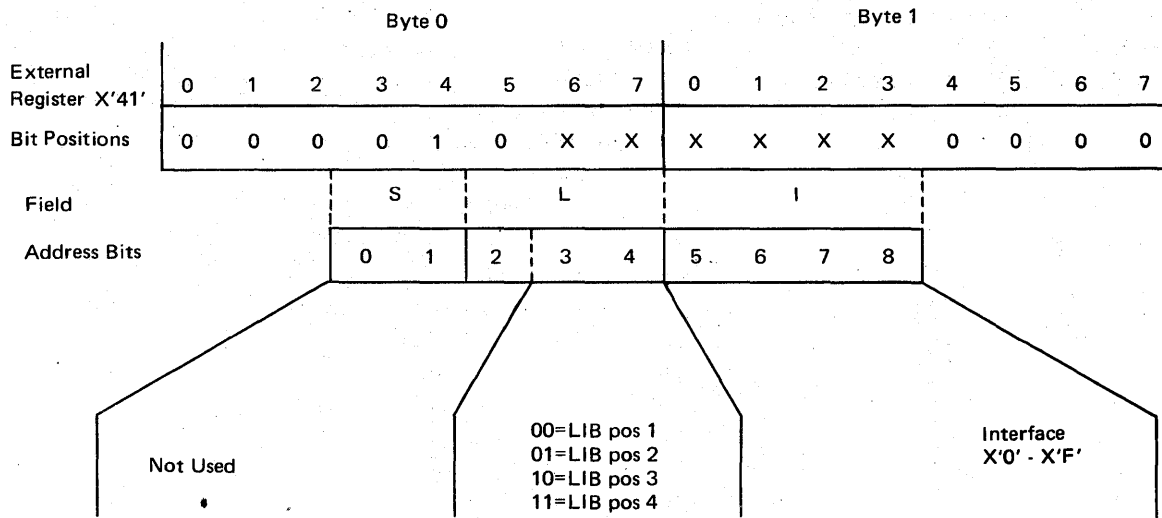 Byte 0 Byte 1
External
Register X'41' 0 1 2 3 4 5 6 7 0 1 2 3 4 5 6 7
Bit Positions 0 0 0 0 1 0 X X X X X X 0 0 0 0
Field S L I
Address Bits 0 1 2 3 4 5 6 7 8
Not Used
00=LIB pos 1
01=LIB pos 2
10=LIB pos 3
11=LIB pos 4
Interface
X'0' - X'F'